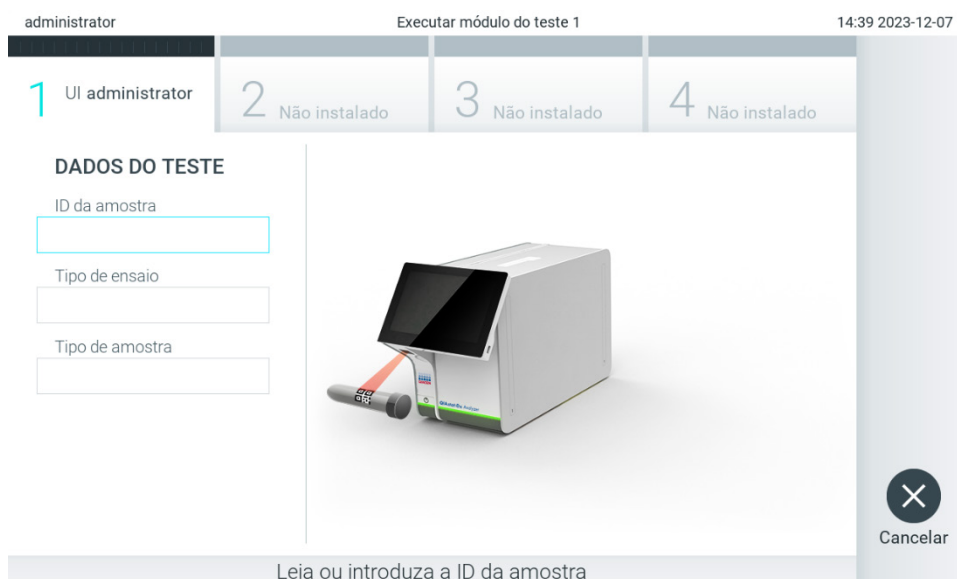 administrator
Executar módulo do teste 1
14:39 2023-12-07
1 UI administrator
2 Não instalado
3 Não instalado
4 Não instalado
DADOS DO TESTE
ID da amostra
Tipo de ensaio
Tipo de amostra
Cancelar
Leia ou introduza a ID da amostra